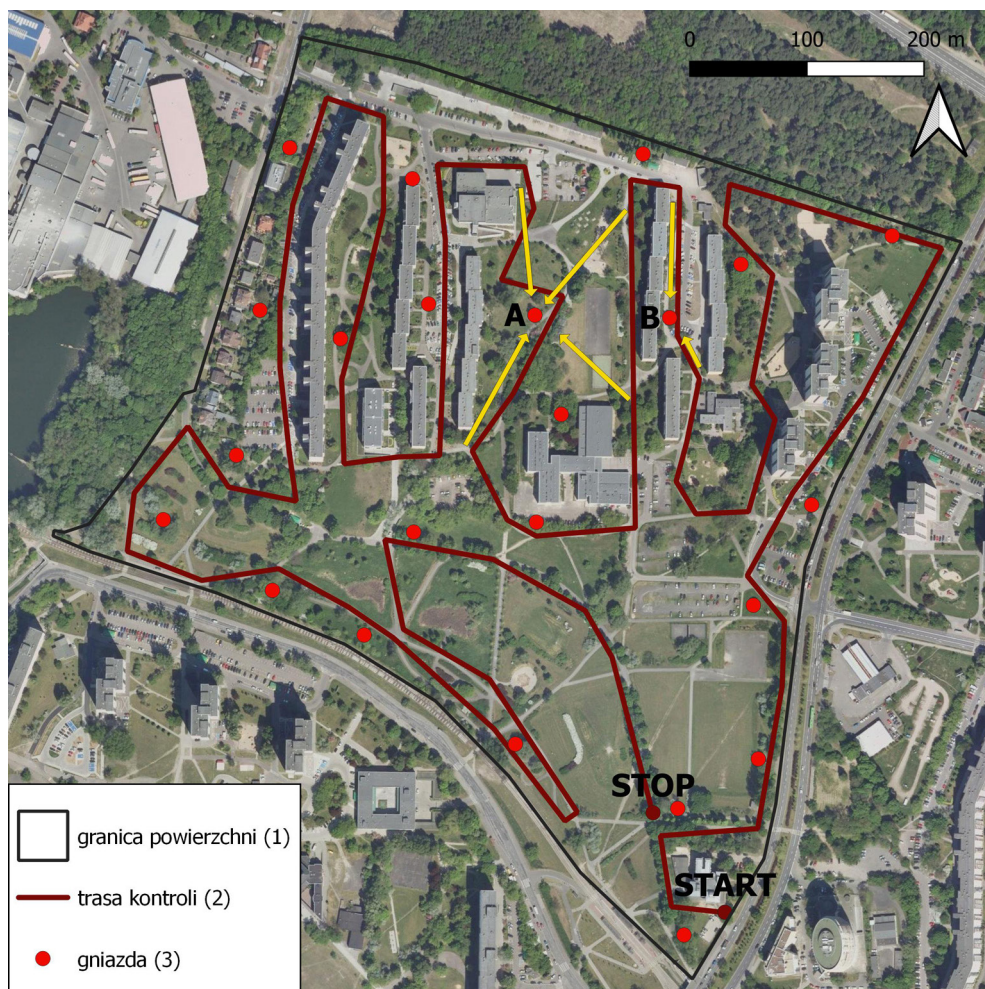 0 100 200 m
A
B
STOP
START
granica powierzchni (1)
trasa kontroli (2)
gniazda (3)